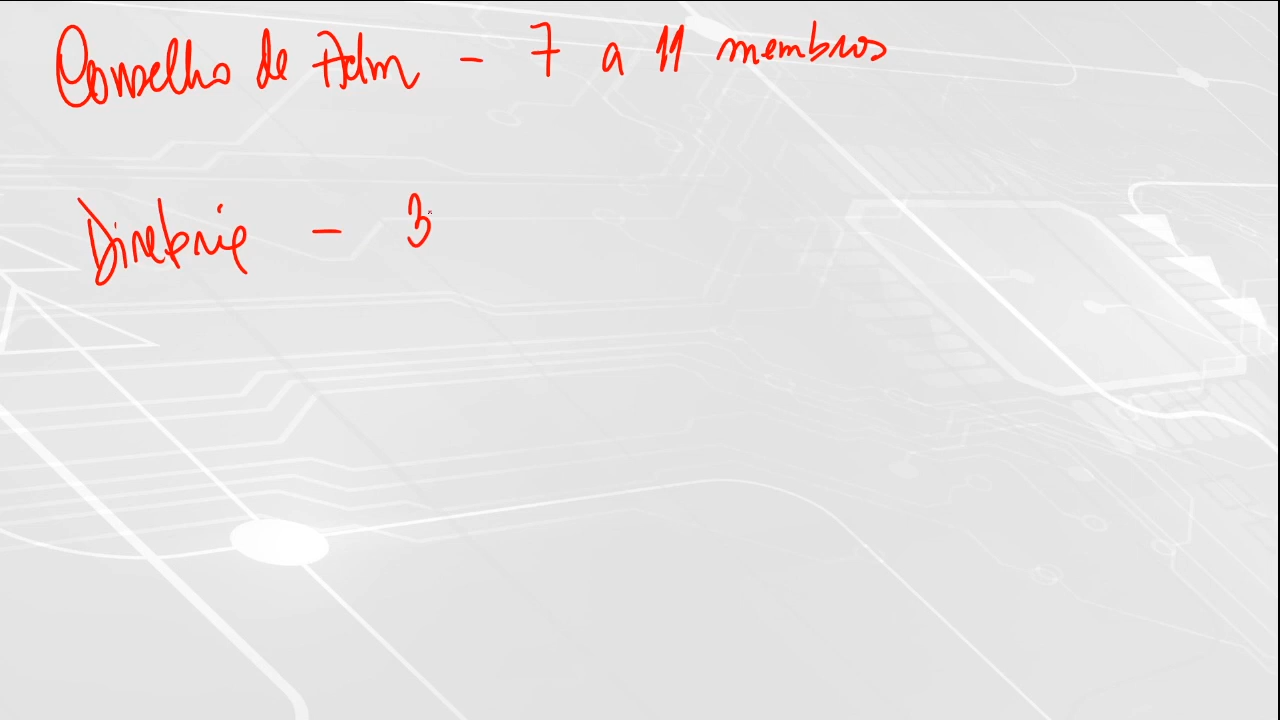 Conselho de Adm - 7 a 11 membros
Diretoria - 3